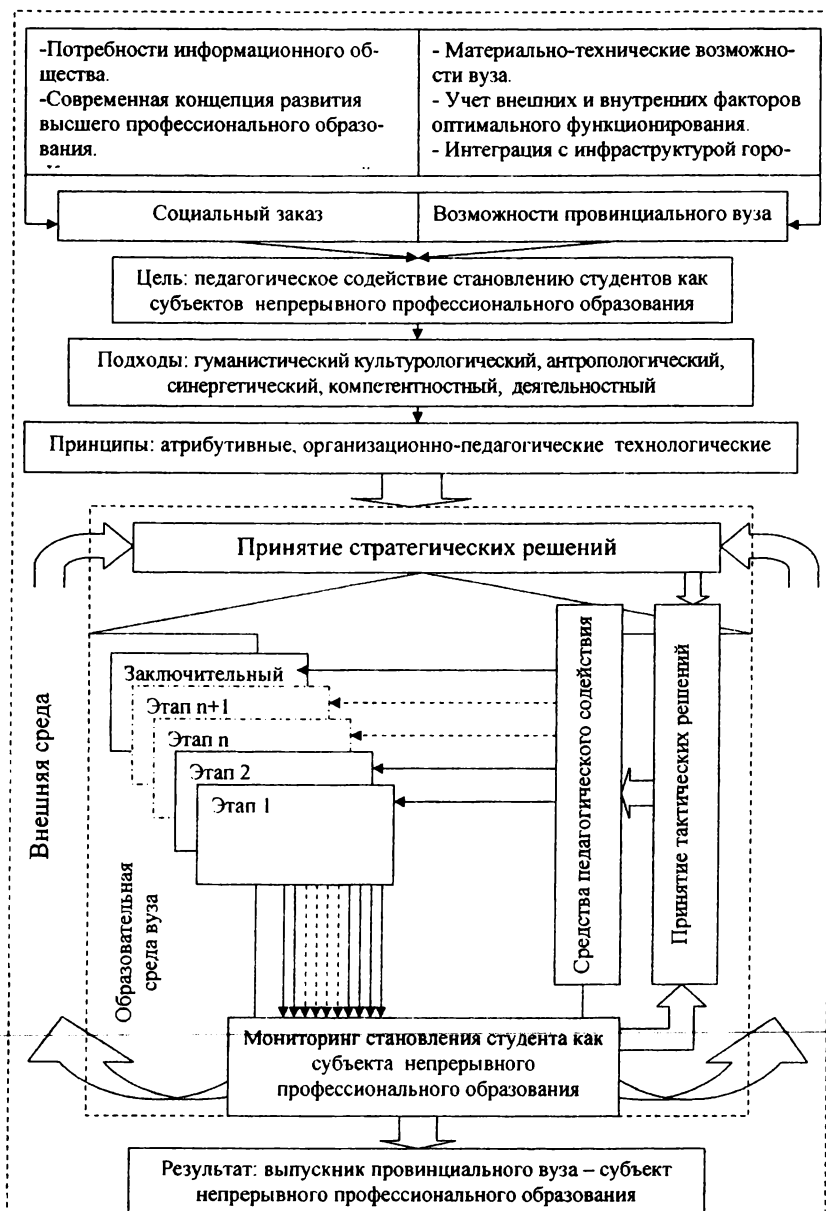 -Потребности информационного об-
щества.
-Современная концепция развития
высшего профессионального образо-
вания.
- Материально-технические возможно-
сти вуза.
- Учет внешних и внутренних факторов
оптимального функционирования.
- Интеграция с инфраструктурой горо-
Социальный заказ
Возможности провинциального вуза
Цель: педагогическое содействие становлению студентов как
субъектов непрерывного профессионального образования
Подходы: гуманистический культурологический, антропологический,
синергетический, компетентностный, деятельностный
Принципы: атрибутивные, организационно-педагогические технологические
Принятие стратегических решений
Внешняя среда
Образовательная
среда вуза
Заключительный
Этап n+1
Этап n
Этап 2
Этап 1
Средства педагогического содействия
Принятие тактических решений
Мониторинг становления студента как
субъекта непрерывного
профессионального образования
Результат: выпускник провинциального вуза – субъект
непрерывного профессионального образования